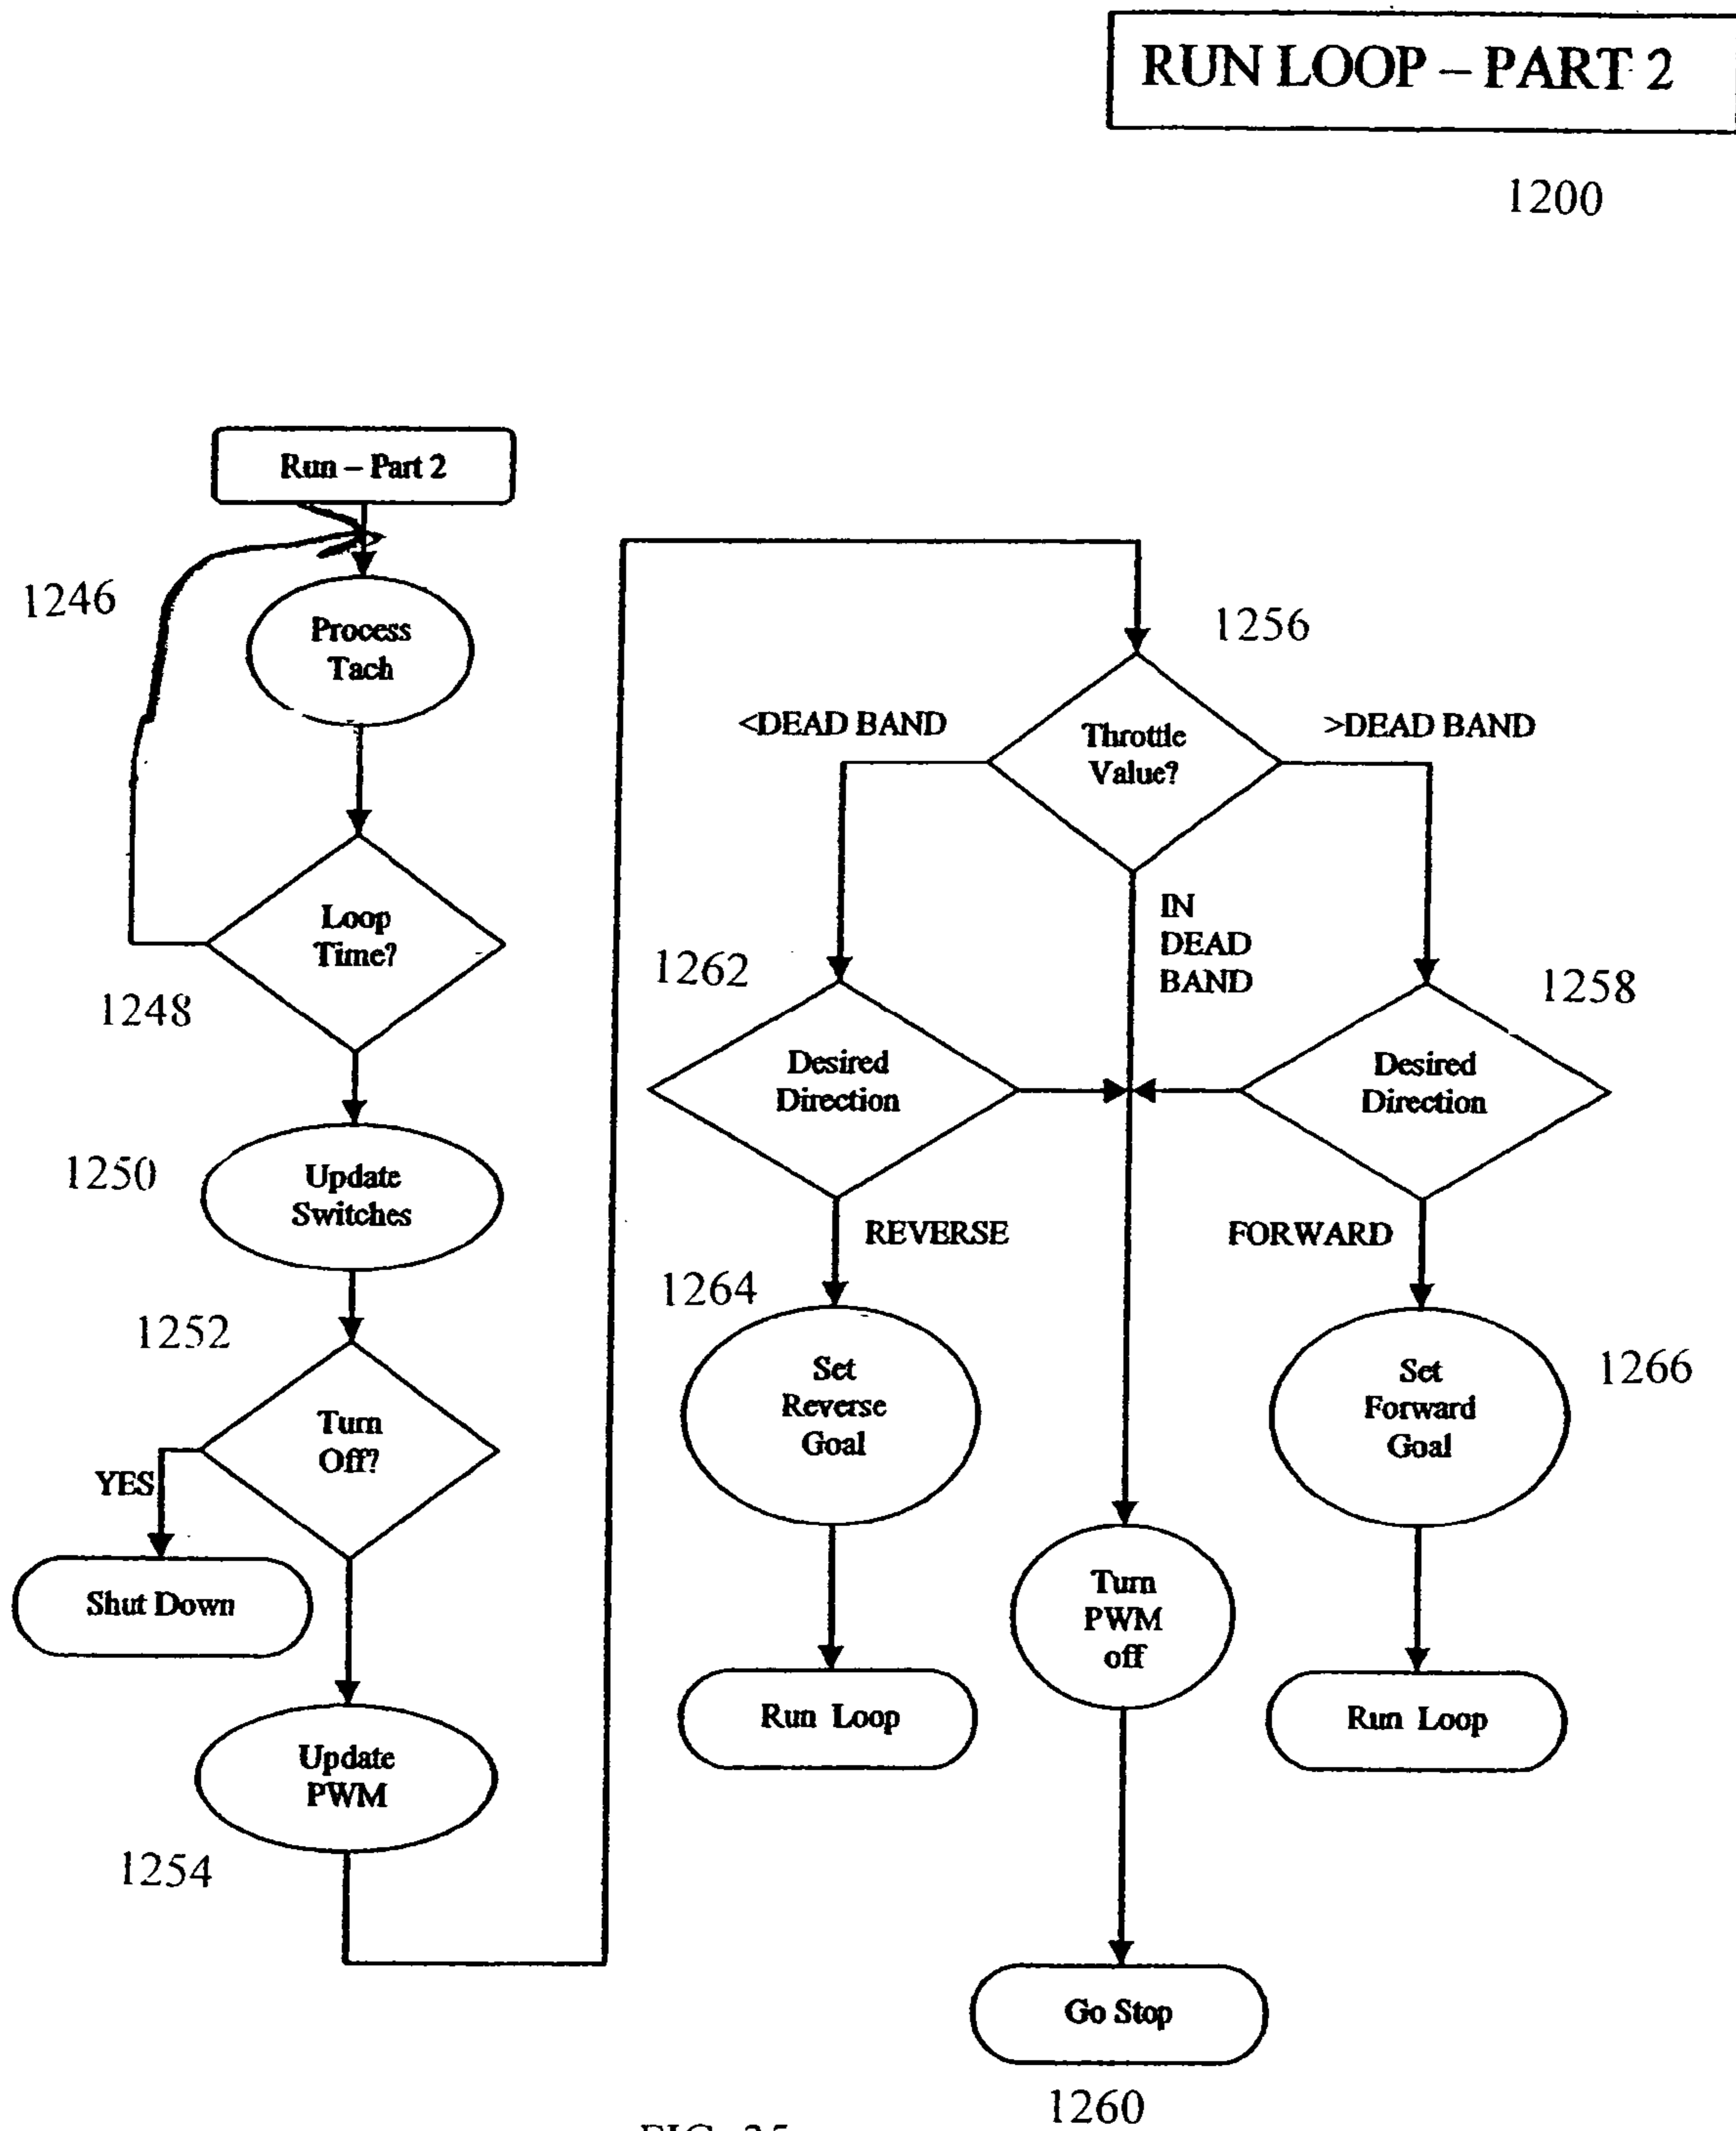 RUN LOOP – PART 2
1200
Run – Part 2
1246
Process
Tach
Loop
Time?
1248
1250
Update
Switches
1252
Turn
Off?
YES
Shut Down
Update
PWM
1254
1256
<DEAD BAND
Throttle
Value?
>DEAD BAND
IN
DEAD
BAND
1262
Desired
Direction
1258
Desired
Direction
REVERSE
FORWARD
1264
Set
Reverse
Goal
Set
Forward
Goal
1266
Turn
PWM
off
Run Loop
Run Loop
Go Stop
1260